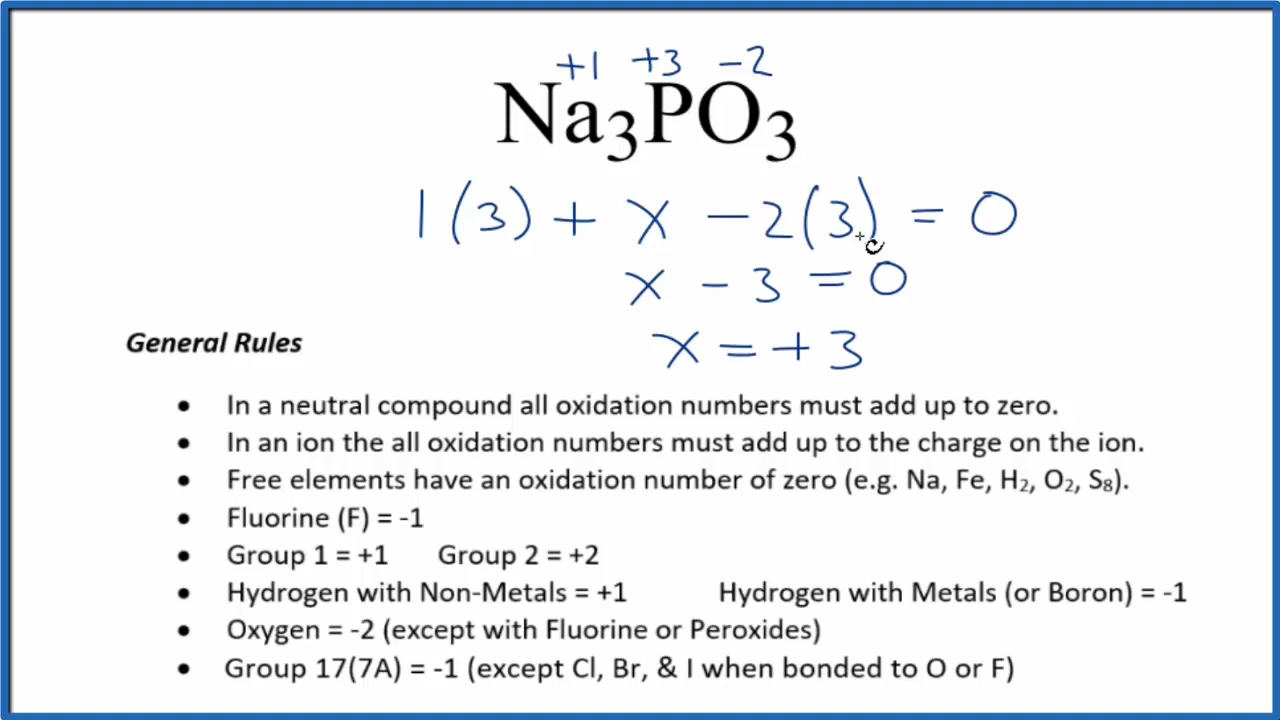 +1 +3 -2
Na₃PO₃
1(3) + x - 2(3) = 0
x - 3 = 0
x = +3
General Rules
• In a neutral compound all oxidation numbers must add up to zero.
• In an ion the all oxidation numbers must add up to the charge on the ion.
• Free elements have an oxidation number of zero (e.g. Na, Fe, H₂, O₂, S₈).
• Fluorine (F) = -1
• Group 1 = +1 Group 2 = +2
• Hydrogen with Non-Metals = +1 Hydrogen with Metals (or Boron) = -1
• Oxygen = -2 (except with Fluorine or Peroxides)
• Group 17(7A) = -1 (except Cl, Br, & I when bonded to O or F)